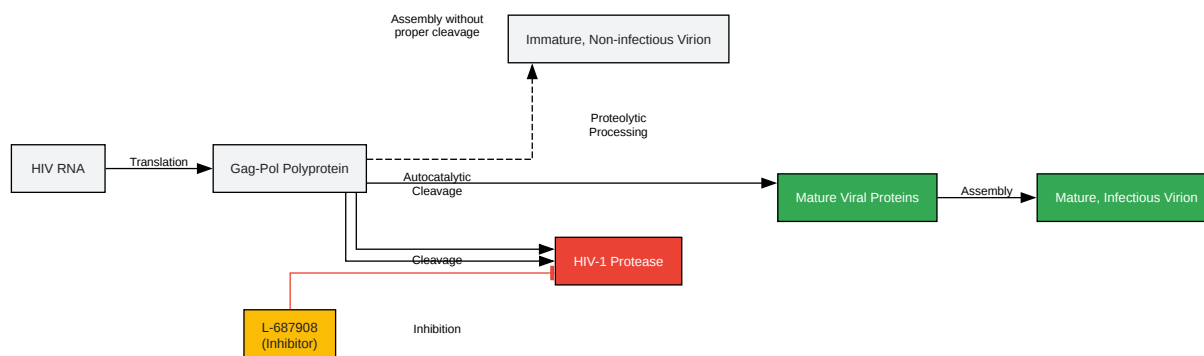 Assembly without
proper cleavage
Immature, Non-infectious Virion
Proteolytic
Processing
HIV RNA
Translation
Gag-Pol Polyprotein
Autocatalytic
Cleavage
Mature Viral Proteins
Assembly
Mature, Infectious Virion
Cleavage
HIV-1 Protease
L-687908
(Inhibitor)
Inhibition